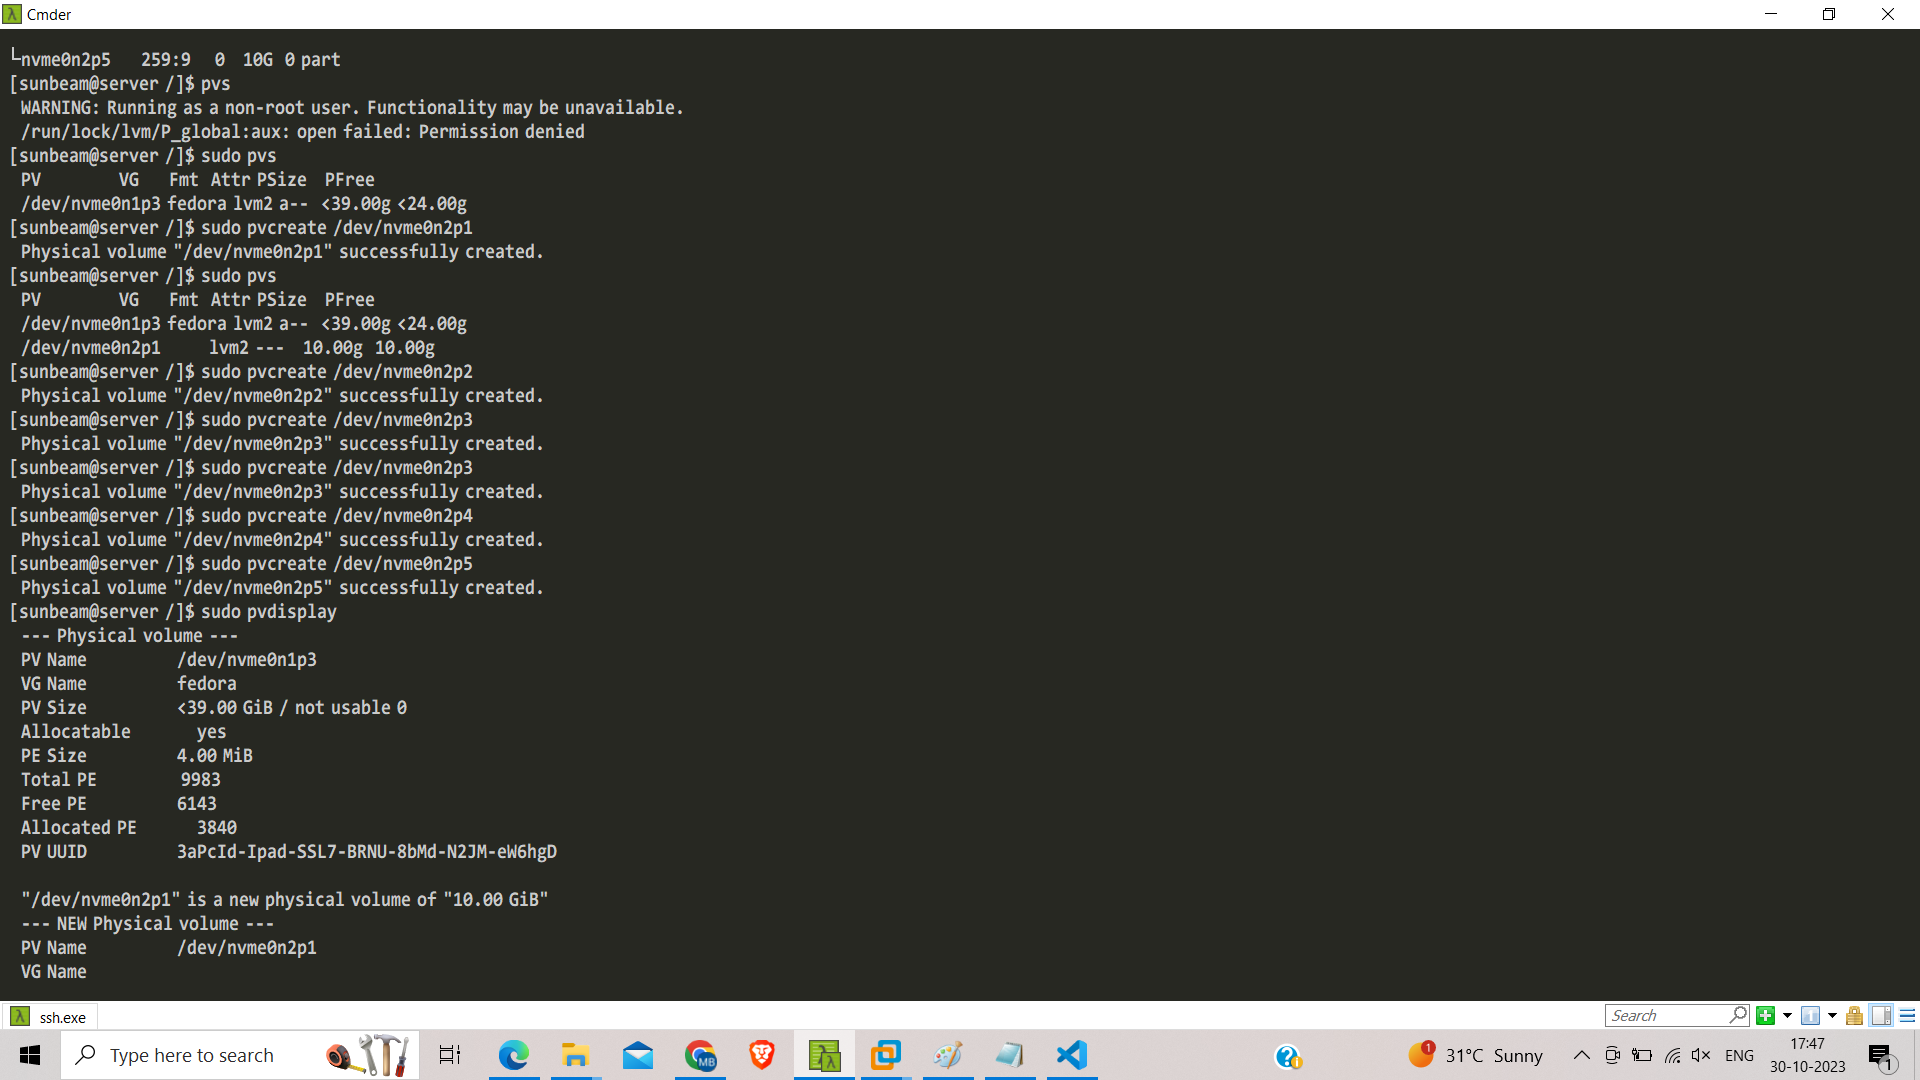 Cmder
└nvme0n2p5 259:9 0 10G 0 part
[sunbeam@server /]$ pvs
WARNING: Running as a non-root user. Functionality may be unavailable.
/run/lock/lvm/P_global:aux: open failed: Permission denied
[sunbeam@server /]$ sudo pvs
PV VG Fmt Attr PSize PFree
/dev/nvme0n1p3 fedora lvm2 a-- <39.00g <24.00g
[sunbeam@server /]$ sudo pvcreate /dev/nvme0n2p1
Physical volume "/dev/nvme0n2p1" successfully created.
[sunbeam@server /]$ sudo pvs
PV VG Fmt Attr PSize PFree
/dev/nvme0n1p3 fedora lvm2 a-- <39.00g <24.00g
/dev/nvme0n2p1 lvm2 --- 10.00g 10.00g
[sunbeam@server /]$ sudo pvcreate /dev/nvme0n2p2
Physical volume "/dev/nvme0n2p2" successfully created.
[sunbeam@server /]$ sudo pvcreate /dev/nvme0n2p3
Physical volume "/dev/nvme0n2p3" successfully created.
[sunbeam@server /]$ sudo pvcreate /dev/nvme0n2p3
Physical volume "/dev/nvme0n2p3" successfully created.
[sunbeam@server /]$ sudo pvcreate /dev/nvme0n2p4
Physical volume "/dev/nvme0n2p4" successfully created.
[sunbeam@server /]$ sudo pvcreate /dev/nvme0n2p5
Physical volume "/dev/nvme0n2p5" successfully created.
[sunbeam@server /]$ sudo pvdisplay
--- Physical volume ---
PV Name /dev/nvme0n1p3
VG Name fedora
PV Size <39.00 GiB / not usable 0
Allocatable yes
PE Size 4.00 MiB
Total PE 9983
Free PE 6143
Allocated PE 3840
PV UUID 3aPcId-Ipad-SSL7-BRNU-8bMd-N2JM-eW6hgD
"/dev/nvme0n2p1" is a new physical volume of "10.00 GiB"
--- NEW Physical volume ---
PV Name /dev/nvme0n2p1
VG Name
ssh.exe
Search
Type here to search
MB
1
31°C Sunny
ENG
17:47
30-10-2023
1